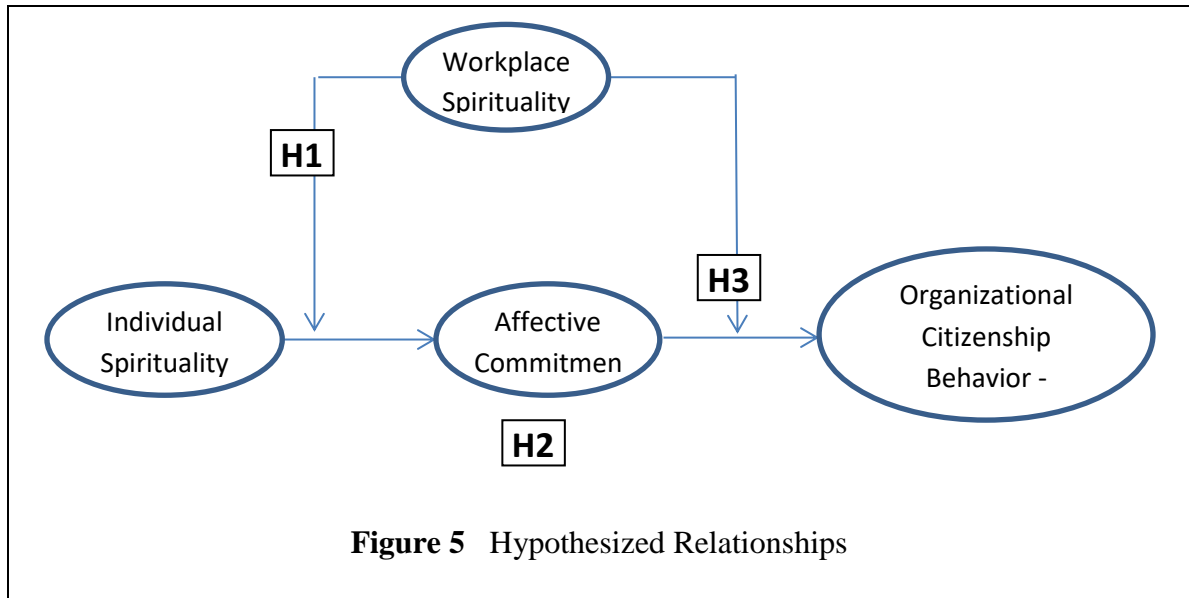 Workplace
Spirituality
H1
H3
Individual
Spirituality
Affective
Commitmen
Organizational
Citizenship
Behavior -
H2
Figure 5 Hypothesized Relationships